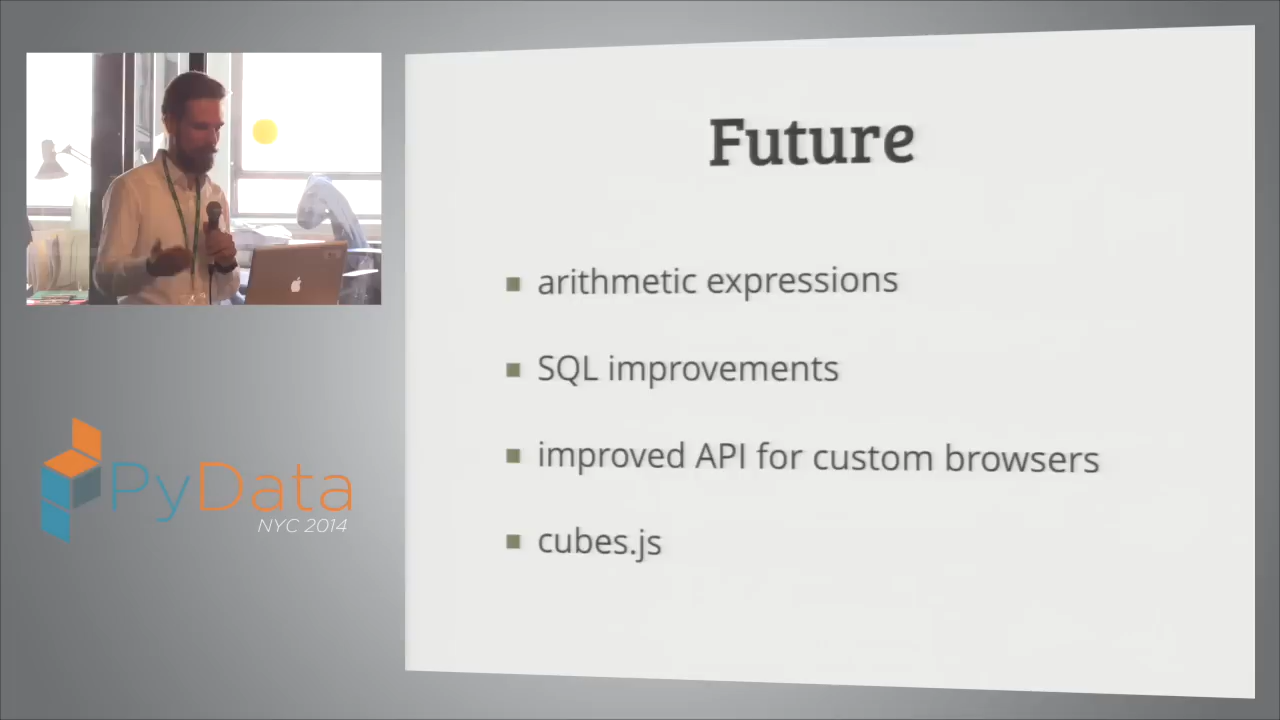 Future
arithmetic expressions
SQL improvements
improved API for custom browsers
cubes.js
PyData
NYC 2014